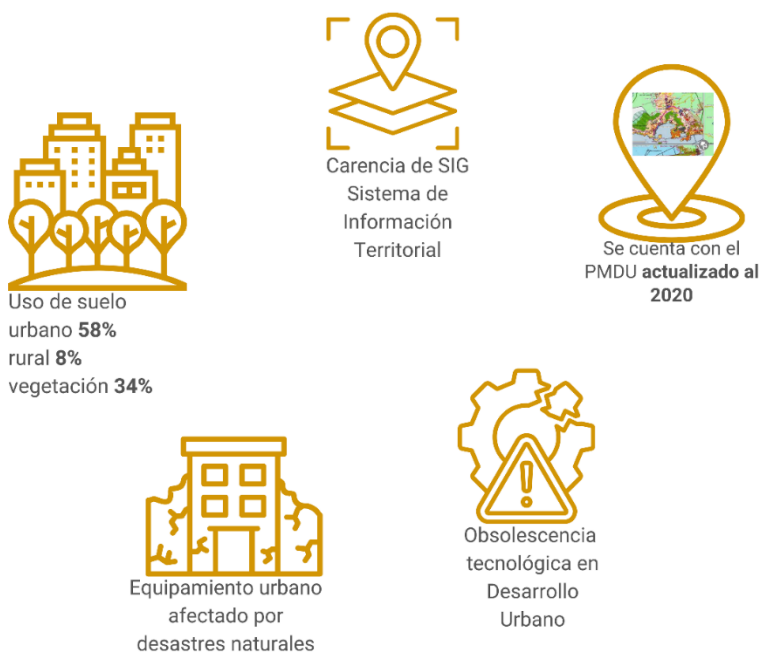 Carencia de SIG
Sistema de
Información
Territorial
Se cuenta con el
PMDU actualizado al
2020
Uso de suelo
urbano 58%
rural 8%
vegetación 34%
Equipamiento urbano
afectado por
desastres naturales
Obsolescencia
tecnológica en
Desarrollo
Urbano